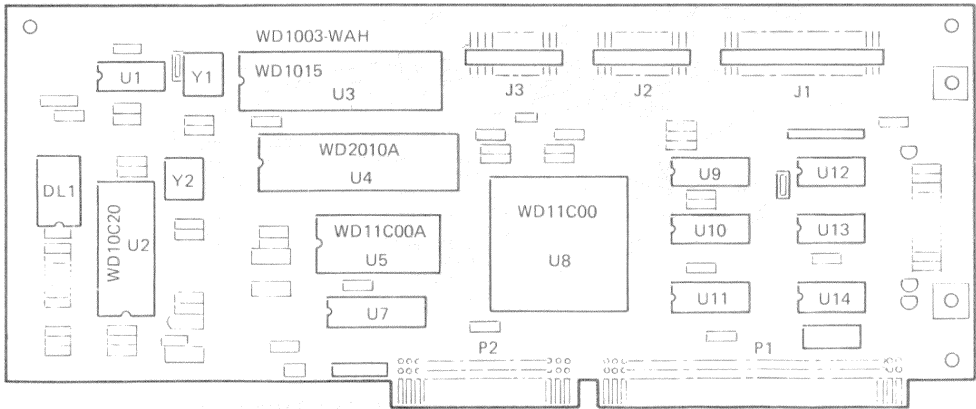 WD1003-WAH
U1
Y1
WD1015
U3
J3
J2
J1
WD2010A
U4
DL1
Y2
WD10C20
U2
WD11C00A
U5
U7
WD11C00
U8
U9
U12
U10
U13
U11
U14
P2
P1